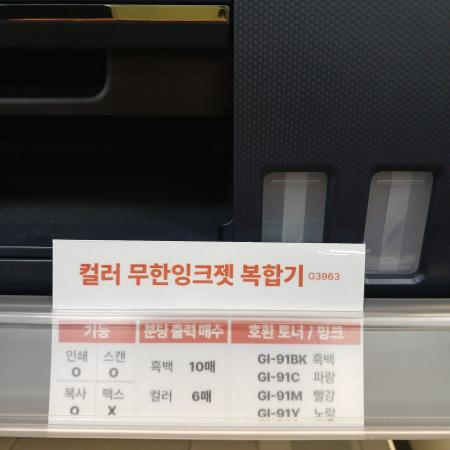 컬러 무한잉크젯 복합기 G3963
기능 분당 출력 매수 호환 토너 / 잉크
인쇄 스캔 흑백 10매 GI-91BK 흑백
O O GI-91C 파랑
복사 팩스 컬러 6매 GI-91M 빨강
O X GI-91Y 노랑